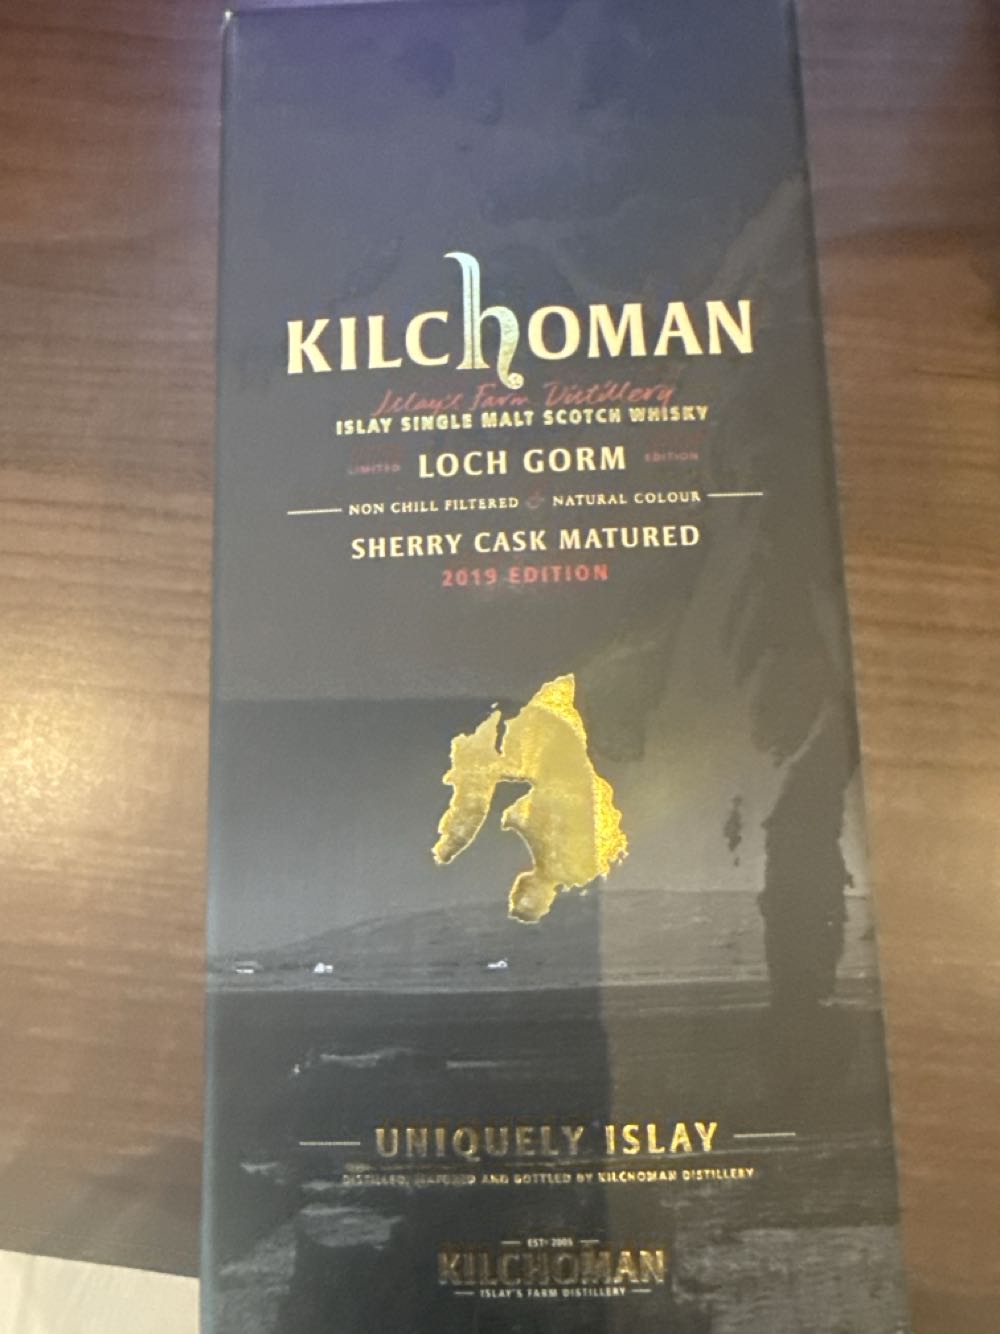 KILCHOMAN
Islay's Farm Distillery
ISLAY SINGLE MALT SCOTCH WHISKY
LIMITED LOCH GORM EDITION
NON CHILL FILTERED & NATURAL COLOUR
SHERRY CASK MATURED
2019 EDITION
UNIQUELY ISLAY
DISTILLED, MATURED AND BOTTLED BY KILCHOMAN DISTILLERY
EST. 2005
KILCHOMAN
ISLAY'S FARM DISTILLERY